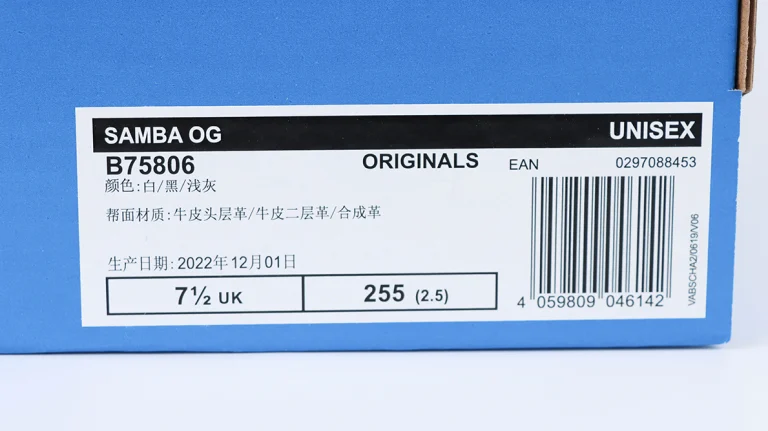 SAMBA OG UNISEX
B75806 ORIGINALS EAN 0297088453
颜色:白/黑/浅灰
帮面材质:牛皮头层革/牛皮二层革/合成革
生产日期:2022年12月01日
7½ UK 255 (2.5)
4 059809 046142
VABSCHA2/0619/V06